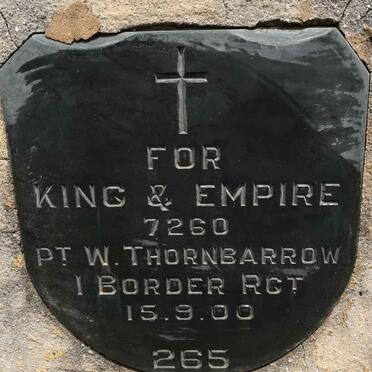 FOR
KING & EMPIRE
7260
PT W. THORNBARROW
1 BORDER RGT
15.9.00
265